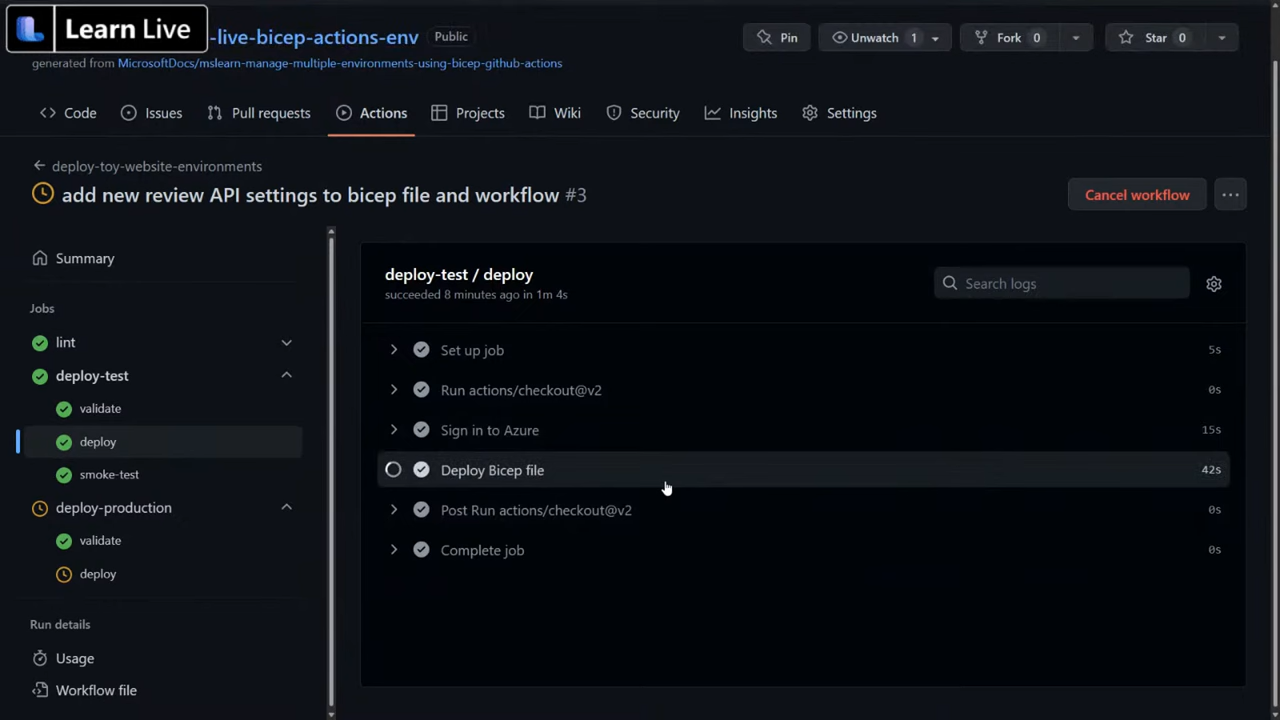 Learn Live
-live-bicep-actions-env
Public
Pin
Unwatch 1
Fork 0
Star 0
generated from MicrosoftDocs/mslearn-manage-multiple-environments-using-bicep-github-actions
Code
Issues
Pull requests
Actions
Projects
Wiki
Security
Insights
Settings
deploy-toy-website-environments
add new review API settings to bicep file and workflow #3
Cancel workflow
Summary
Jobs
lint
deploy-test
validate
deploy
smoke-test
deploy-production
validate
deploy
Run details
Usage
Workflow file
deploy-test / deploy
succeeded 8 minutes ago in 1m 4s
Search logs
Set up job 5s
Run actions/checkout@v2 0s
Sign in to Azure 15s
Deploy Bicep file 42s
Post Run actions/checkout@v2 0s
Complete job 0s